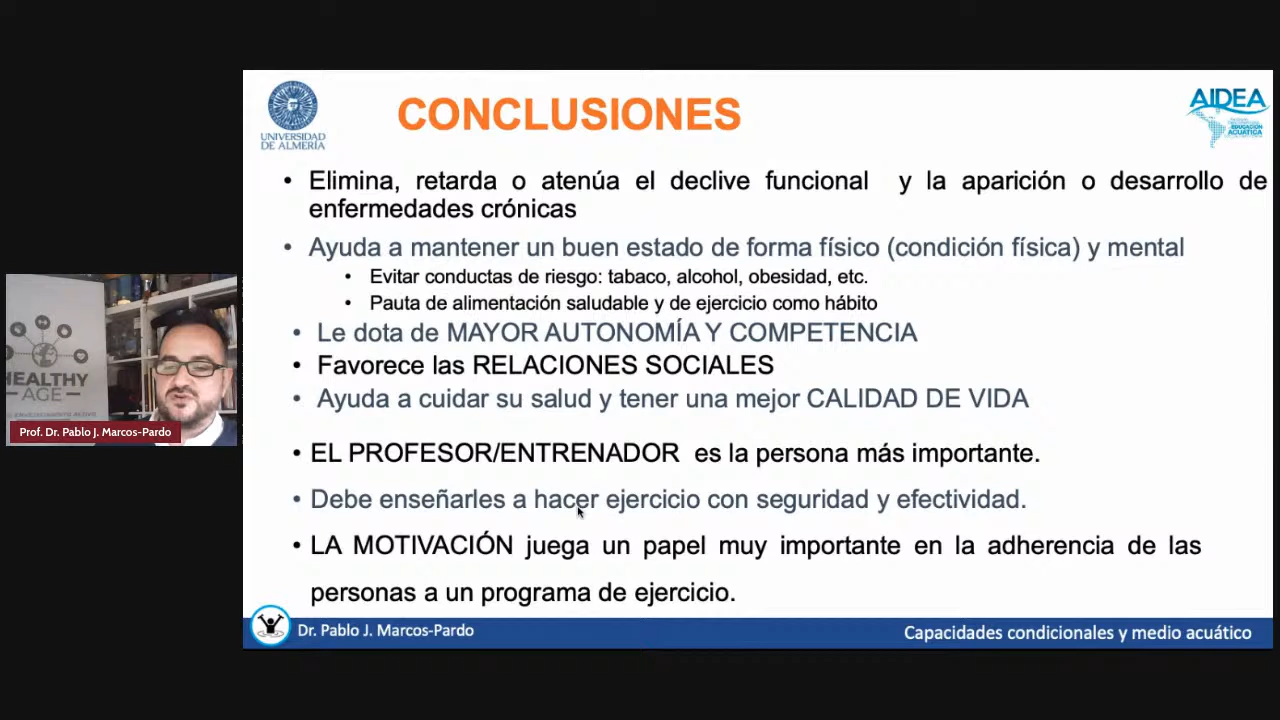 CONCLUSIONES
UNIVERSIDAD
DE ALMERÍA
AIDEA
EDUCACIÓN
ACUÁTICA
• Elimina, retarda o atenúa el declive funcional y la aparición o desarrollo de
enfermedades crónicas
• Ayuda a mantener un buen estado de forma físico (condición física) y mental
• Evitar conductas de riesgo: tabaco, alcohol, obesidad, etc.
• Pauta de alimentación saludable y de ejercicio como hábito
• Le dota de MAYOR AUTONOMÍA Y COMPETENCIA
• Favorece las RELACIONES SOCIALES
• Ayuda a cuidar su salud y tener una mejor CALIDAD DE VIDA
• EL PROFESOR/ENTRENADOR es la persona más importante.
• Debe enseñarles a hacer ejercicio con seguridad y efectividad.
• LA MOTIVACIÓN juega un papel muy importante en la adherencia de las
personas a un programa de ejercicio.
Dr. Pablo J. Marcos-Pardo
Capacidades condicionales y medio acuático
HEALTHY
AGE
Prof. Dr. Pablo J. Marcos-Pardo